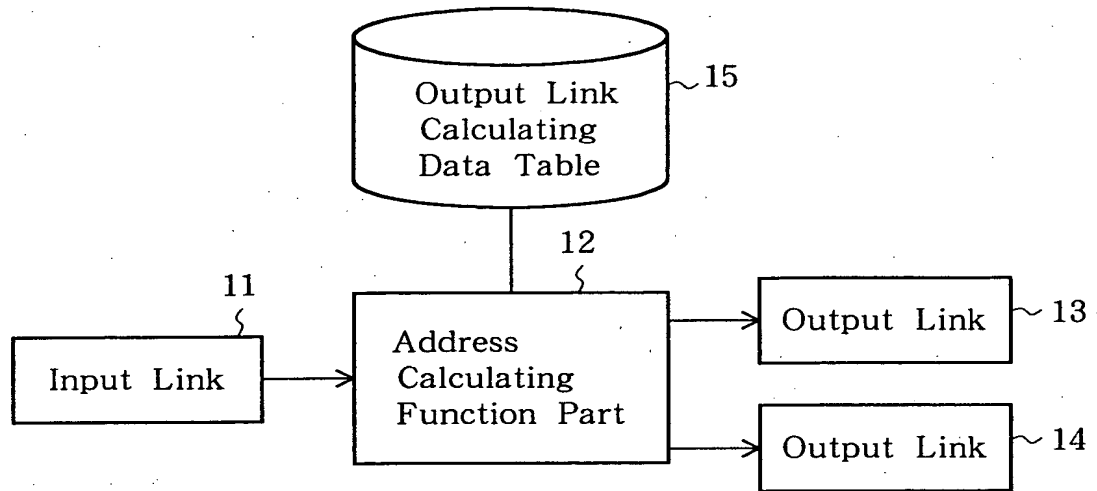 15
Output Link
Calculating
Data Table
12
11
13
Output Link
Input Link
Address
Calculating
Function Part
14
Output Link